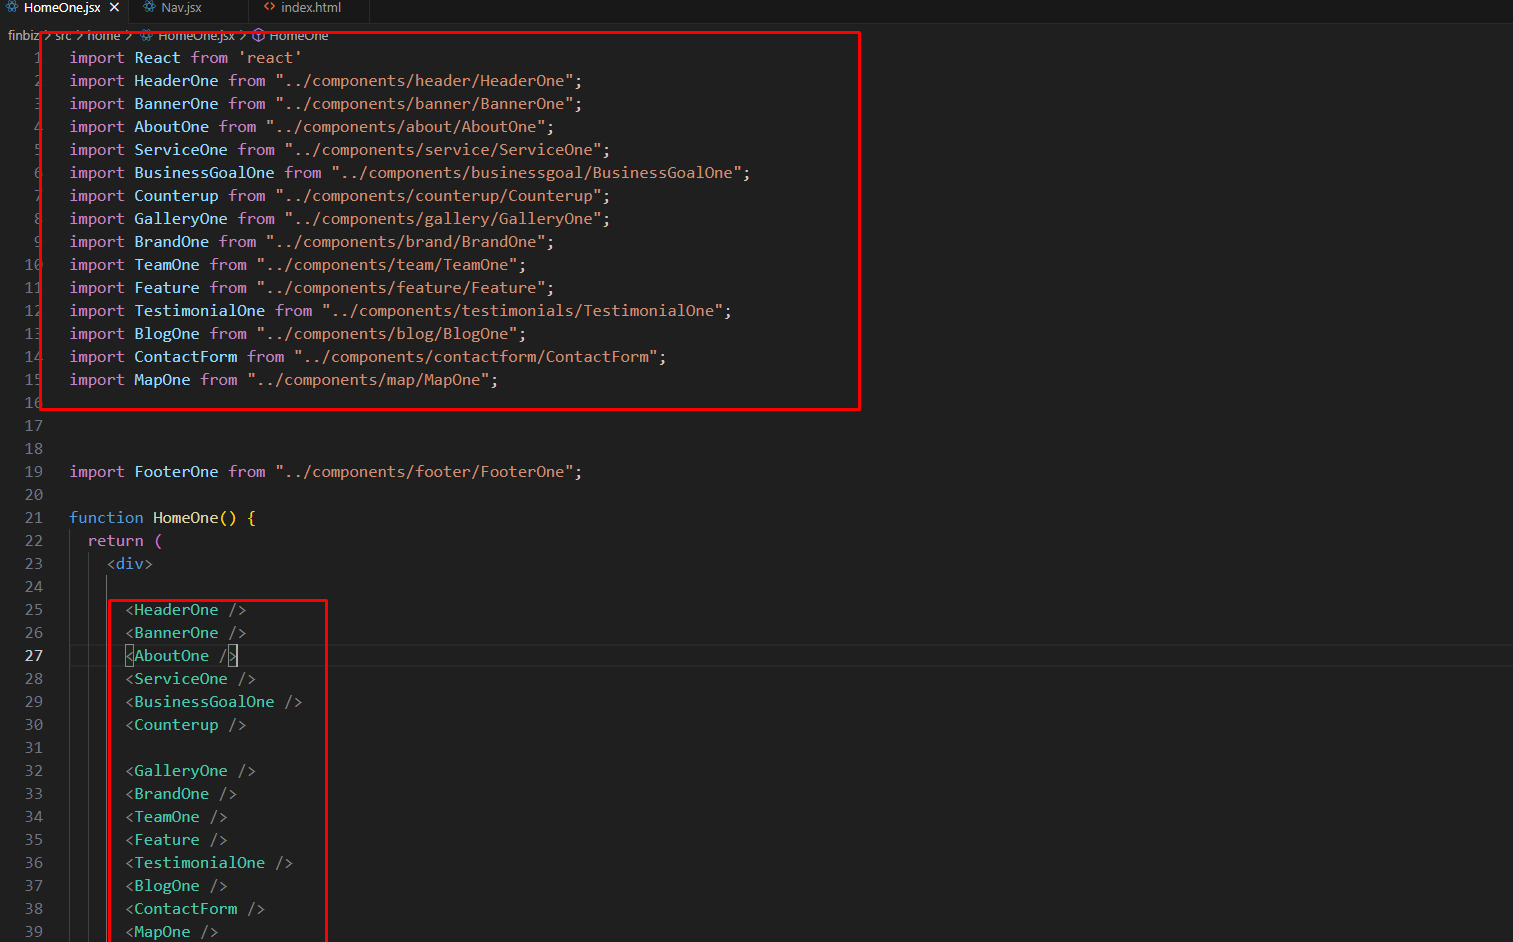 HomeOne.jsx
Nav.jsx
index.html
finbiz > src > home > HomeOne.jsx > HomeOne
1 import React from 'react'
2 import HeaderOne from "../components/header/HeaderOne";
3 import BannerOne from "../components/banner/BannerOne";
4 import AboutOne from "../components/about/AboutOne";
5 import ServiceOne from "../components/service/ServiceOne";
6 import BusinessGoalOne from "../components/businessgoal/BusinessGoalOne";
7 import Counterup from "../components/counterup/Counterup";
8 import GalleryOne from "../components/gallery/GalleryOne";
9 import BrandOne from "../components/brand/BrandOne";
10 import TeamOne from "../components/team/TeamOne";
11 import Feature from "../components/feature/Feature";
12 import TestimonialOne from "../components/testimonials/TestimonialOne";
13 import BlogOne from "../components/blog/BlogOne";
14 import ContactForm from "../components/contactform/ContactForm";
15 import MapOne from "../components/map/MapOne";
16
17
18
19 import FooterOne from "../components/footer/FooterOne";
20
21 function HomeOne() {
22 return (
23 <div>
24
25 <HeaderOne />
26 <BannerOne />
27 <AboutOne />
28 <ServiceOne />
29 <BusinessGoalOne />
30 <Counterup />
31
32 <GalleryOne />
33 <BrandOne />
34 <TeamOne />
35 <Feature />
36 <TestimonialOne />
37 <BlogOne />
38 <ContactForm />
39 <MapOne />